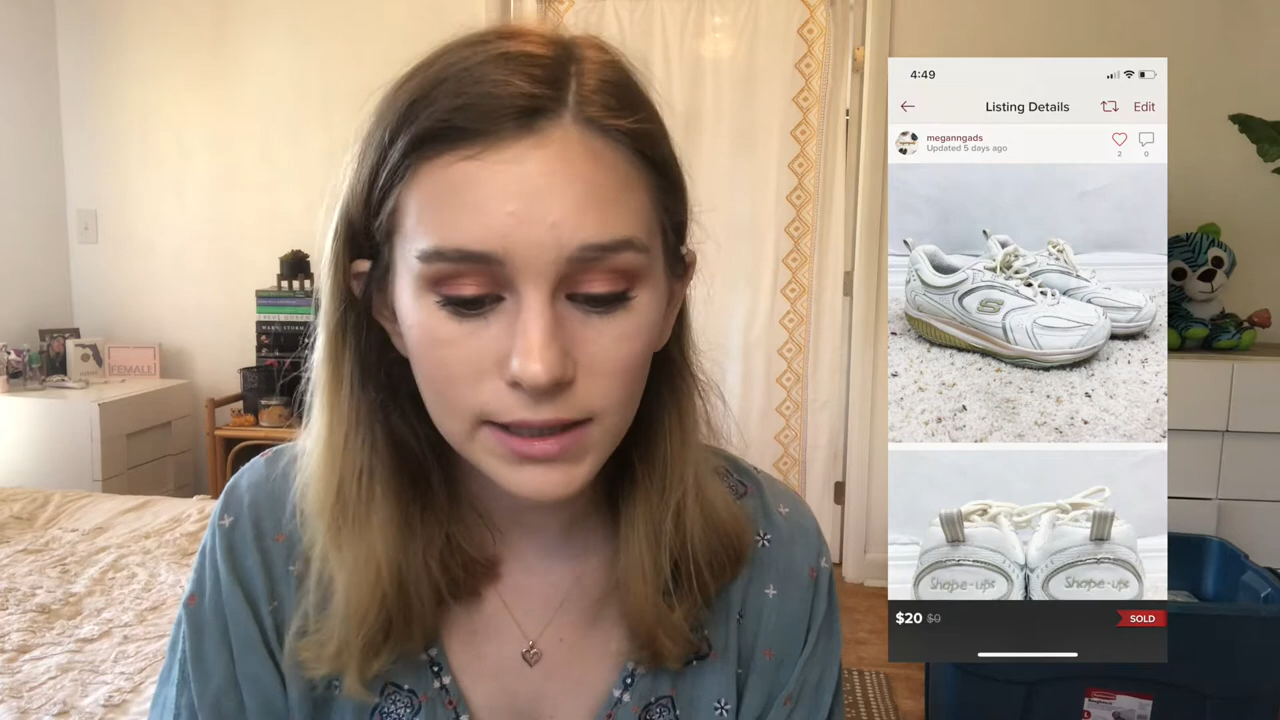 4:49
Listing Details
Edit
meganngads
Updated 5 days ago
2
0
S
Shape-ups
Shape-ups
$20 $0
SOLD
FEMALE